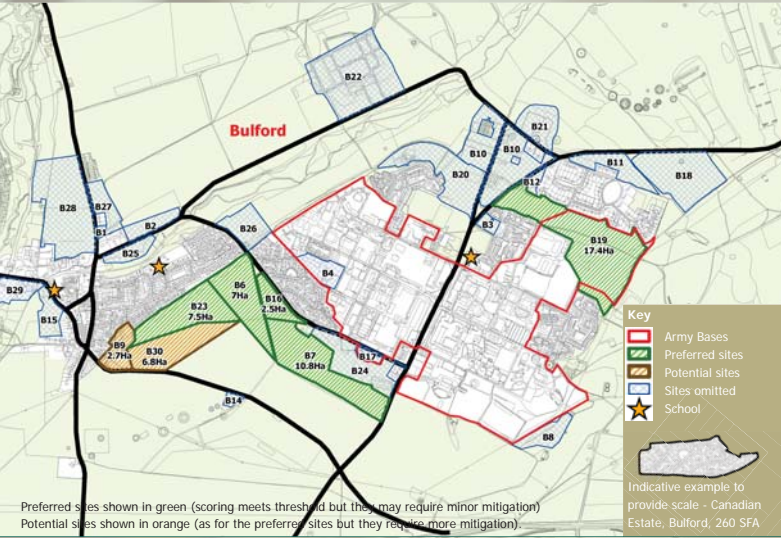 B22
Bulford
B21
B10
B10
B11
B20
B18
B12
B28
B27
B2
B1
B26
B3
B25
B19
17.4Ha
B4
B29
B6
7Ha
B16
2.5Ha
B23
7.5Ha
B15
B9
2.7Ha
B30
6.8Ha
B7
10.8Ha
B17
B24
B14
B8
Key
Army Bases
Preferred sites
Potential sites
Sites omitted
School
Indicative example to
provide scale - Canadian
Estate, Bulford, 260 SFA
Preferred sites shown in green (scoring meets threshold but they may require minor mitigation)
Potential sites shown in orange (as for the preferred sites but they require more mitigation).